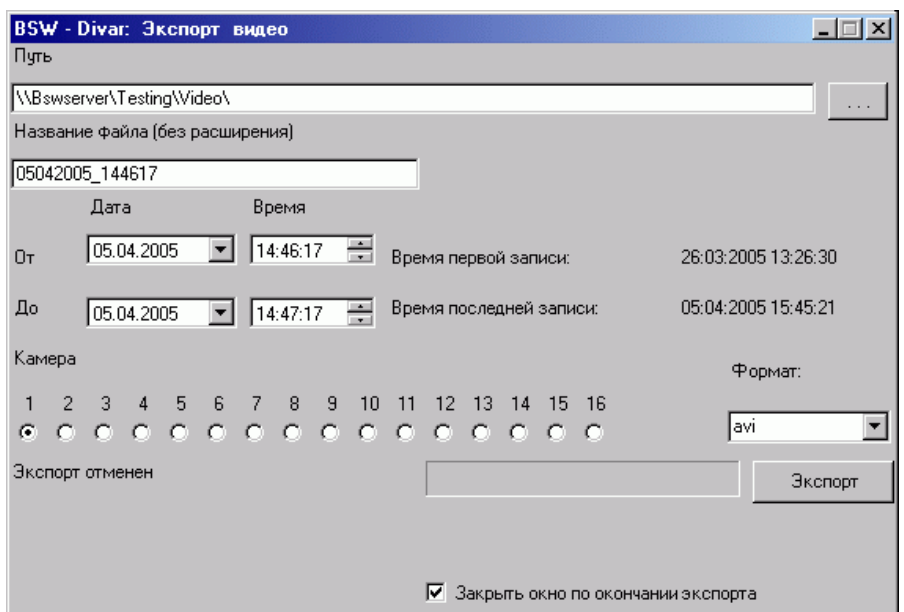 BSW - Divar: Экспорт видео
Путь
\\Bswserver\Testing\Video\
...
Название файла (без расширения)
05042005_144617
Дата Время
От 05.04.2005 14:46:17 Время первой записи: 26:03:2005 13:26:30
До 05.04.2005 14:47:17 Время последней записи: 05:04:2005 15:45:21
Камера
Формат:
1 2 3 4 5 6 7 8 9 10 11 12 13 14 15 16
avi
Экспорт отменен
Экспорт
Закрыть окно по окончании экспорта